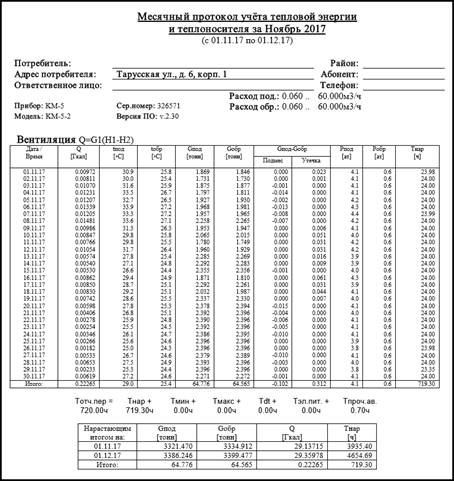 Месячный протокол учёта тепловой энергии
и теплоносителя за Ноябрь 2017
(с 01.11.17 по 01.12.17)
Потребитель: Район:
Адрес потребителя: Тарусская ул., д. 6, корп. 1 Абонент:
Ответственное лицо: Телефон:
Расход под.: 0.060 .. 60.000м3/ч
Прибор: КМ-5 Сер.номер: 326571 Расход обр.: 0.060 .. 60.000м3/ч
Модель: КМ-5-2 Версия ПО: v.2.30
Вентиляция Q=G1(H1-H2)
Дата / Время Q [Гкал] tпод [°C] tобр [°C] Gпод [тонн] Gобр [тонн] Gпод-Gобр Подмес Утечка Pпод [ат] Pобр [ат] Tнар [ч]
01.11.17 0.00972 30.9 25.8 1.869 1.846 0.000 0.023 4.1 0.6 23.98
02.11.17 0.00811 30.0 25.4 1.731 1.730 0.000 0.001 4.1 0.6 24.00
03.11.17 0.01070 31.6 25.9 1.875 1.877 -0.001 0.000 4.1 0.6 24.00
04.11.17 0.01231 33.5 26.7 1.797 1.811 -0.014 0.000 4.1 0.6 24.00
05.11.17 0.01207 32.7 26.5 1.927 1.930 -0.002 0.000 4.2 0.6 24.00
06.11.17 0.01339 33.9 27.2 1.968 1.981 -0.013 0.000 4.3 0.6 24.00
07.11.17 0.01205 33.3 27.2 1.957 1.965 -0.008 0.000 4.4 0.6 23.99
08.11.17 0.01481 33.6 27.1 2.258 2.265 -0.007 0.000 4.2 0.6 24.00
09.11.17 0.00986 31.3 26.5 1.953 1.947 0.000 0.006 4.1 0.6 24.00
10.11.17 0.00847 29.8 25.8 2.065 2.015 0.000 0.051 4.0 0.6 24.00
11.11.17 0.00766 29.8 25.5 1.780 1.749 0.000 0.031 4.2 0.6 24.00
12.11.17 0.01054 31.7 26.4 1.960 1.929 0.000 0.031 4.2 0.6 24.00
13.11.17 0.00574 27.8 25.4 2.285 2.269 0.000 0.016 3.9 0.6 24.00
14.11.17 0.00540 27.1 24.8 2.292 2.283 0.000 0.009 3.9 0.6 24.00
15.11.17 0.00530 26.6 24.4 2.355 2.356 -0.001 0.000 4.0 0.6 24.00
16.11.17 0.00862 29.4 24.9 1.871 1.810 0.000 0.061 4.3 0.6 24.00
17.11.17 0.00850 28.7 25.1 2.292 2.261 0.000 0.031 3.9 0.6 24.00
18.11.17 0.00830 29.2 25.1 2.032 1.987 0.000 0.044 4.1 0.6 24.00
19.11.17 0.00742 28.6 25.5 2.337 2.330 0.000 0.007 4.0 0.6 24.00
20.11.17 0.00598 27.8 25.3 2.378 2.394 -0.015 0.000 4.1 0.6 24.00
21.11.17 0.00406 26.8 25.1 2.392 2.396 -0.004 0.000 4.1 0.6 24.00
22.11.17 0.00278 25.9 24.8 2.390 2.396 -0.006 0.000 4.1 0.6 24.00
23.11.17 0.00254 25.5 24.5 2.392 2.396 -0.005 0.000 4.1 0.6 24.00
24.11.17 0.00346 26.1 24.7 2.386 2.395 -0.010 0.000 4.1 0.6 24.00
25.11.17 0.00266 25.6 24.6 2.396 2.396 0.000 0.000 3.9 0.6 24.00
26.11.17 0.00182 25.0 24.3 2.396 2.396 0.000 0.000 3.8 0.6 23.98
27.11.17 0.00533 26.7 24.6 2.379 2.389 -0.010 0.000 4.1 0.6 24.00
28.11.17 0.00655 27.5 24.9 2.393 2.396 -0.003 0.000 4.1 0.6 24.00
29.11.17 0.00233 25.3 24.4 2.396 2.396 0.000 0.000 3.8 0.6 23.35
30.11.17 0.00619 27.2 24.6 2.271 2.272 -0.001 0.000 4.1 0.6 24.00
Итого: 0.22265 29.0 25.4 64.776 64.565 -0.102 0.312 4.1 0.6 719.30
Tотч.пер = Tнар + Tмин + Tмакс + Tdt + Tэл.пит. + Tпроч.ав.
720.00ч 719.30ч 0.00ч 0.00ч 0.00ч 0.00ч 0.70ч
Нарастающим итогом на: Gпод [тонн] Gобр [тонн] Q [Гкал] Tнар [ч]
01.11.17 3321.470 3334.912 29.13715 3935.40
01.12.17 3386.246 3399.477 29.35978 4654.69
Итого: 64.776 64.565 0.22265 719.30